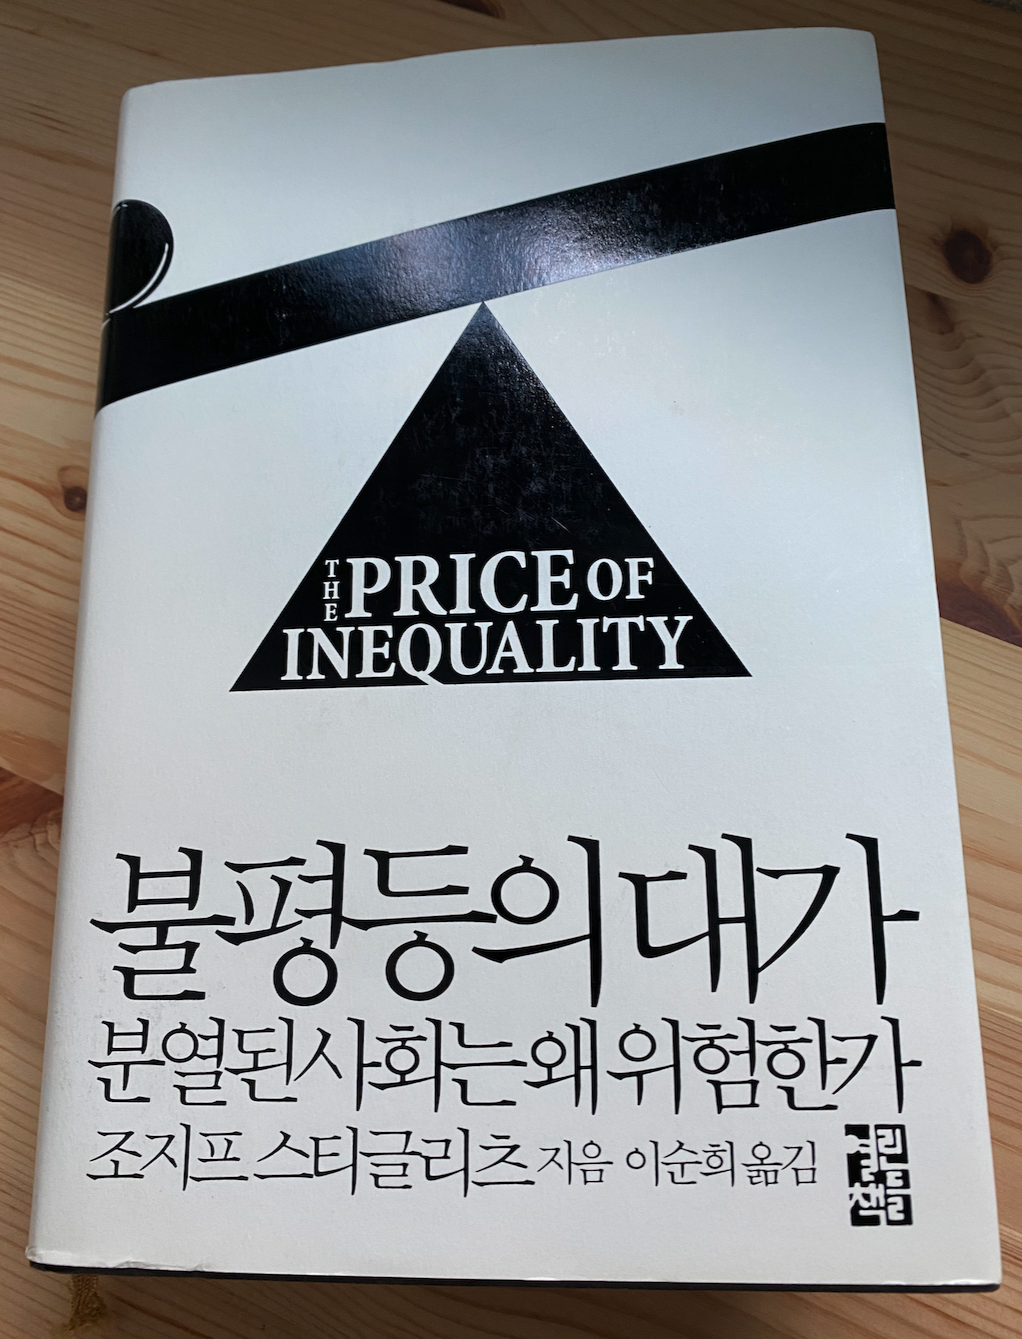 THE PRICE OF
INEQUALITY
불평등의 대가
분열된 사회는 왜 위험한가
조지프 스티글리츠 지음 이순희 옮김
열린책들